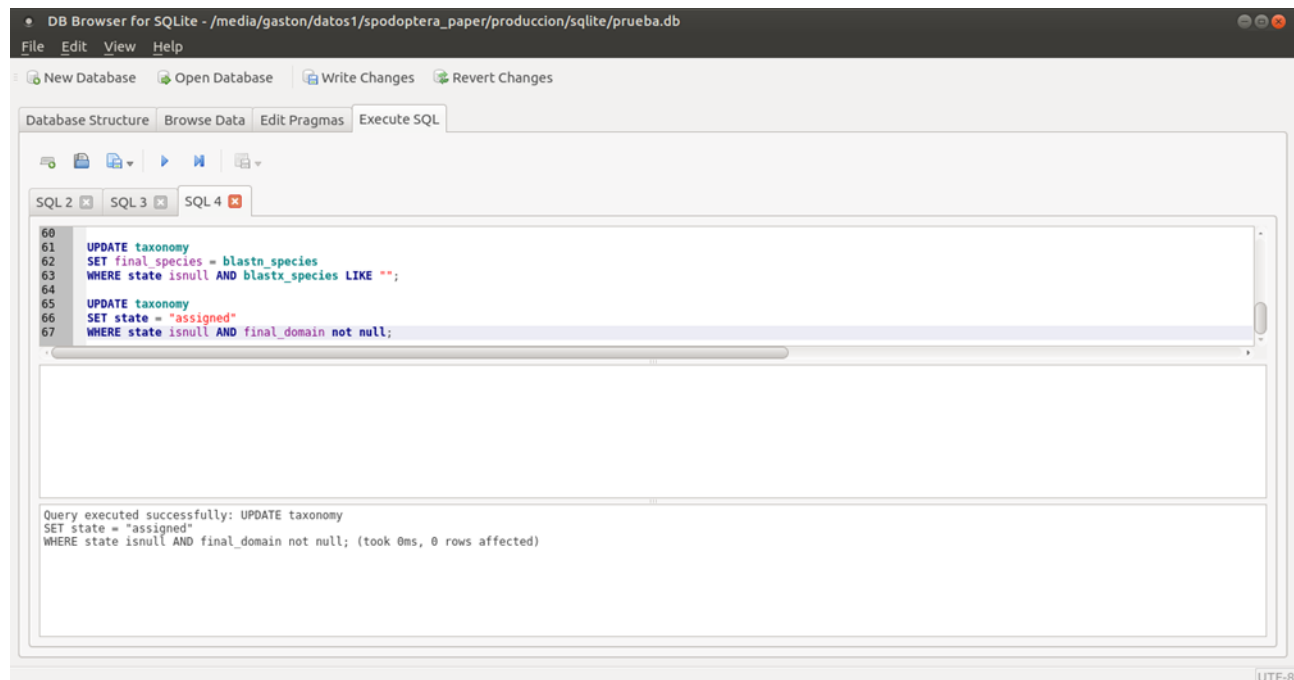 DB Browser for SQLite - /media/gaston/datos1/spodoptera_paper/produccion/sqlite/prueba.db
File Edit View Help
New Database Open Database Write Changes Revert Changes
Database Structure Browse Data Edit Pragmas Execute SQL
SQL 2 SQL 3 SQL 4
60
61 UPDATE taxonomy
62 SET final_species = blastn_species
63 WHERE state isnull AND blastx_species LIKE "";
64
65 UPDATE taxonomy
66 SET state = "assigned"
67 WHERE state isnull AND final_domain not null;
Query executed successfully: UPDATE taxonomy
SET state = "assigned"
WHERE state isnull AND final_domain not null; (took 0ms, 0 rows affected)
UTF-8